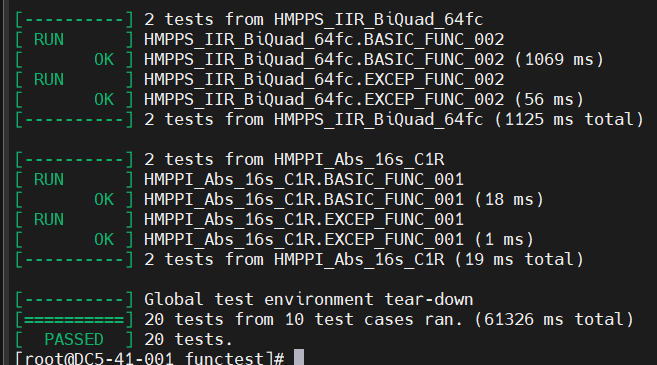 [----------] 2 tests from HMPPS_IIR_BiQuad_64fc
[ RUN      ] HMPPS_IIR_BiQuad_64fc.BASIC_FUNC_002
[       OK ] HMPPS_IIR_BiQuad_64fc.BASIC_FUNC_002 (1069 ms)
[ RUN      ] HMPPS_IIR_BiQuad_64fc.EXCEP_FUNC_002
[       OK ] HMPPS_IIR_BiQuad_64fc.EXCEP_FUNC_002 (56 ms)
[----------] 2 tests from HMPPS_IIR_BiQuad_64fc (1125 ms total)
[----------] 2 tests from HMPPI_Abs_16s_C1R
[ RUN      ] HMPPI_Abs_16s_C1R.BASIC_FUNC_001
[       OK ] HMPPI_Abs_16s_C1R.BASIC_FUNC_001 (18 ms)
[ RUN      ] HMPPI_Abs_16s_C1R.EXCEP_FUNC_001
[       OK ] HMPPI_Abs_16s_C1R.EXCEP_FUNC_001 (1 ms)
[----------] 2 tests from HMPPI_Abs_16s_C1R (19 ms total)
[----------] Global test environment tear-down
[==========] 20 tests from 10 test cases ran. (61326 ms total)
[  PASSED  ] 20 tests.
[root@DC5-41-001 functest]#